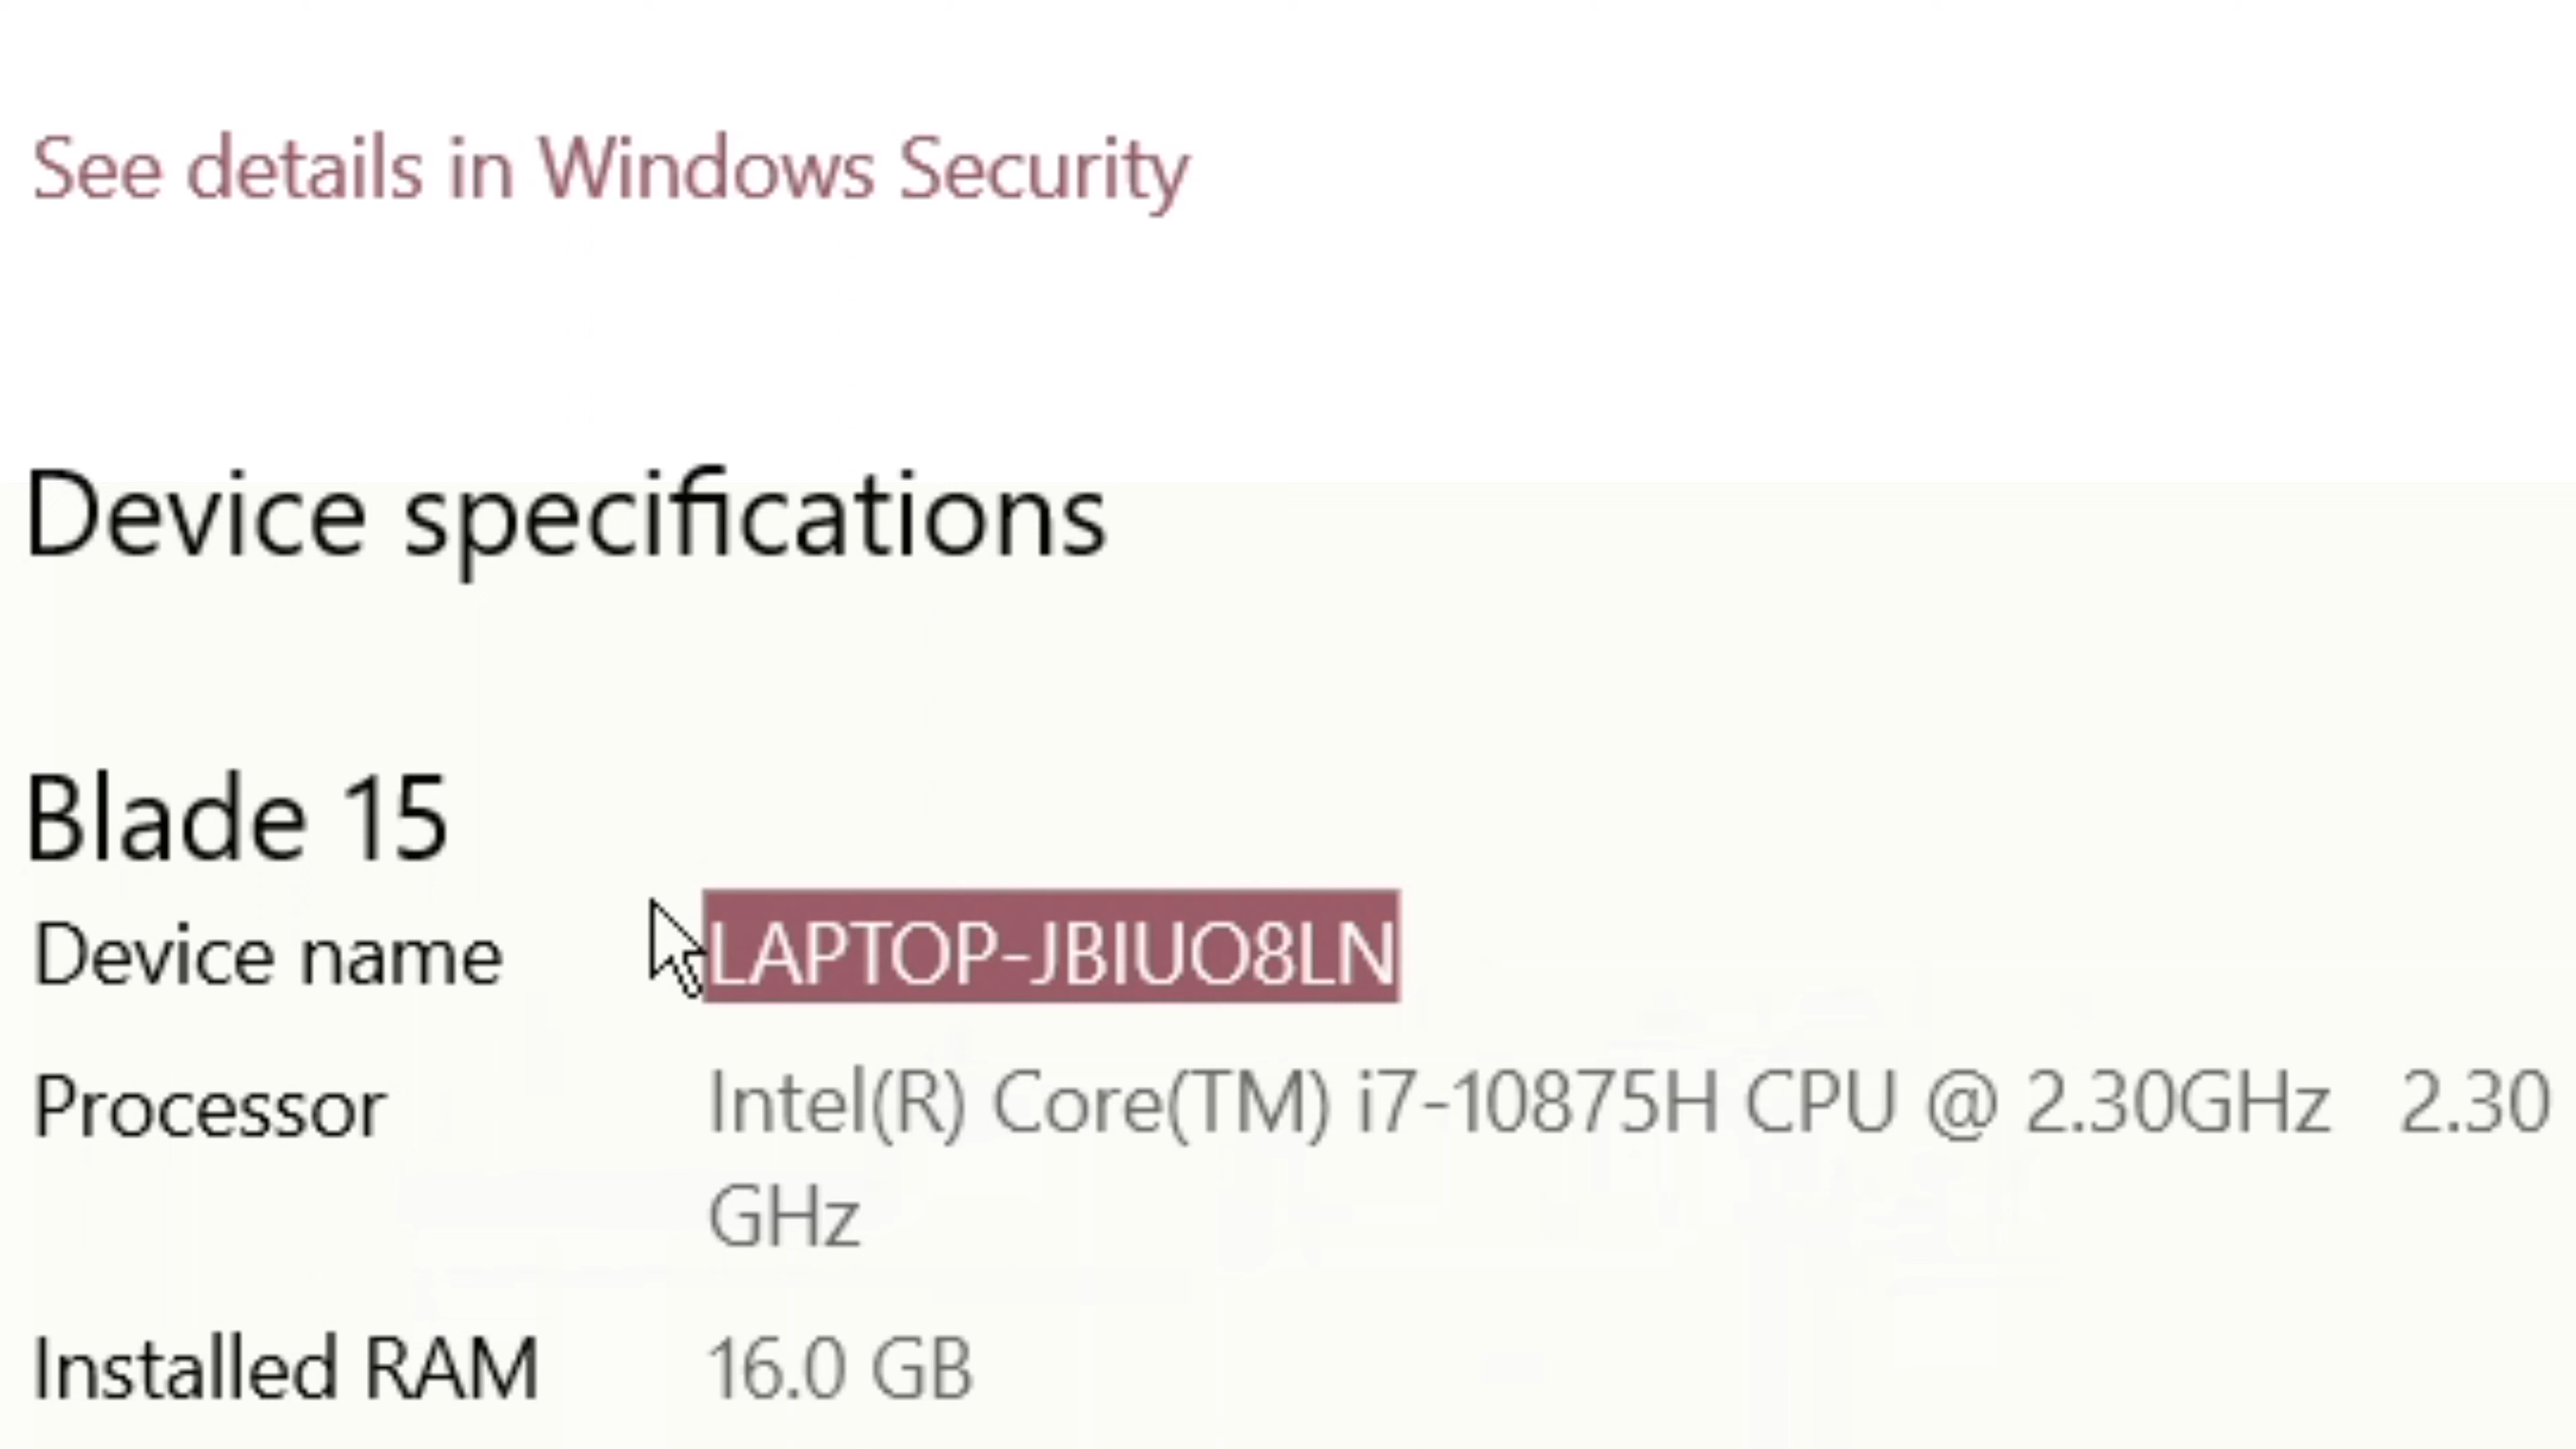 See details in Windows Security
Device specifications
Blade 15
Device name LAPTOP-JBIUO8LN
Processor Intel(R) Core(TM) i7-10875H CPU @ 2.30GHz 2.30
GHz
Installed RAM 16.0 GB